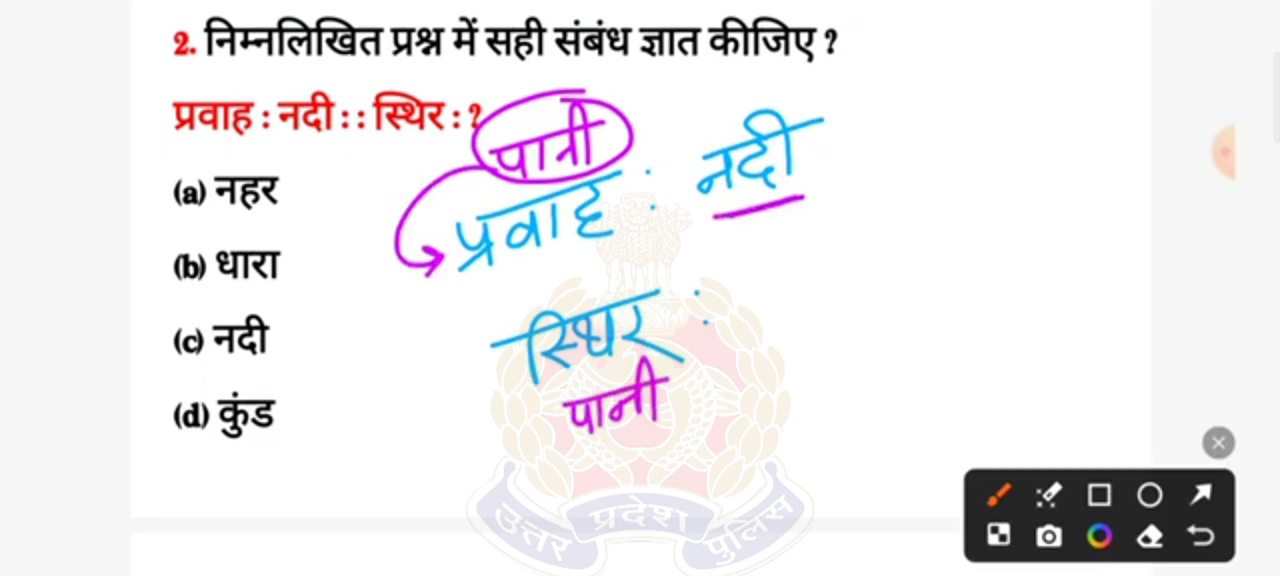 2. निम्नलिखित प्रश्न में सही संबंध ज्ञात कीजिए ?
प्रवाह : नदी : : स्थिर : ?
पानी
प्रवाह : नदी
(a) नहर
(b) धारा
स्थिर :
(c) नदी
पानी
(d) कुंड
उत्तर प्रदेश पुलिस